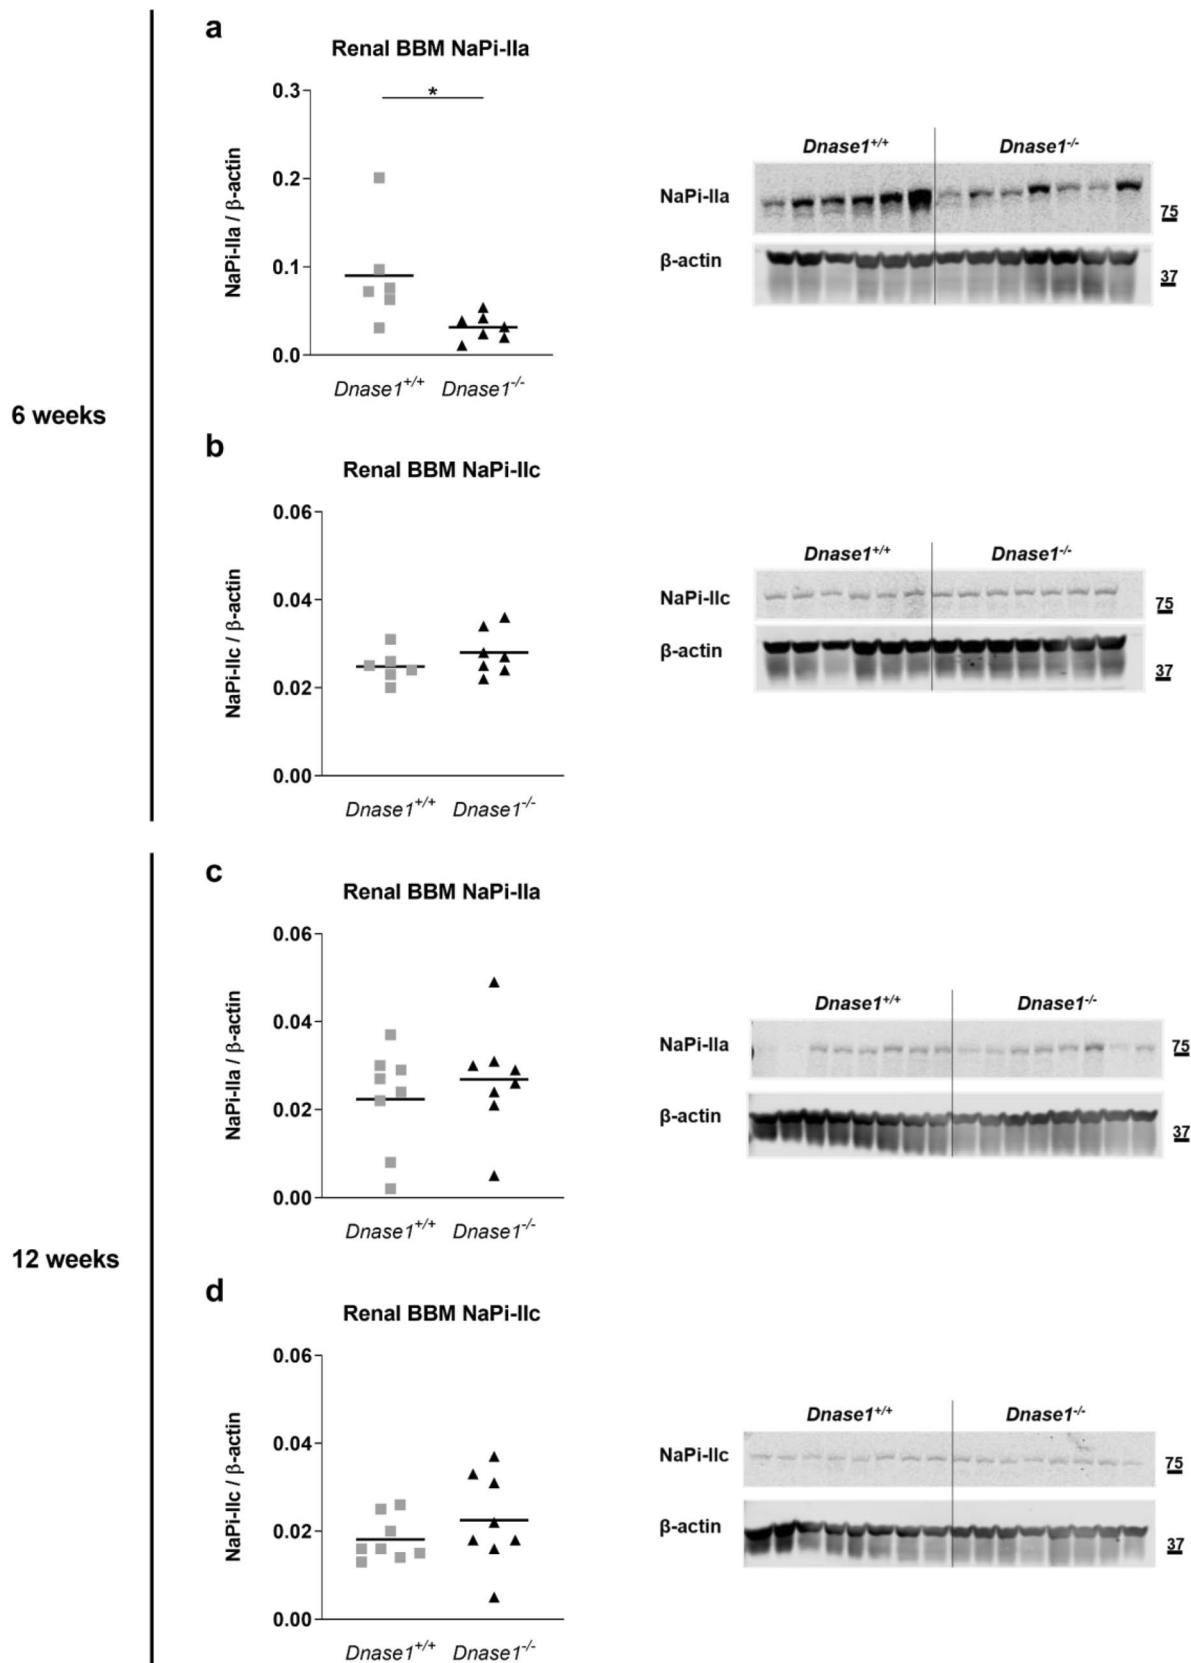 a
Renal BBM NaPi-IIa
0.3
*
0.2
0.1
0.0
NaPi-IIa / β-actin
Dnase1+/+ Dnase1-/-
Dnase1+/+ Dnase1-/-
NaPi-IIa
75
β-actin
37
6 weeks
b
Renal BBM NaPi-IIc
0.06
0.04
0.02
0.00
NaPi-IIc / β-actin
Dnase1+/+ Dnase1-/-
Dnase1+/+ Dnase1-/-
NaPi-IIc
75
β-actin
37
c
Renal BBM NaPi-IIa
0.06
0.04
0.02
0.00
NaPi-IIa / β-actin
Dnase1+/+ Dnase1-/-
Dnase1+/+ Dnase1-/-
NaPi-IIa
75
β-actin
37
12 weeks
d
Renal BBM NaPi-IIc
0.06
0.04
0.02
0.00
NaPi-IIc / β-actin
Dnase1+/+ Dnase1-/-
Dnase1+/+ Dnase1-/-
NaPi-IIc
75
β-actin
37